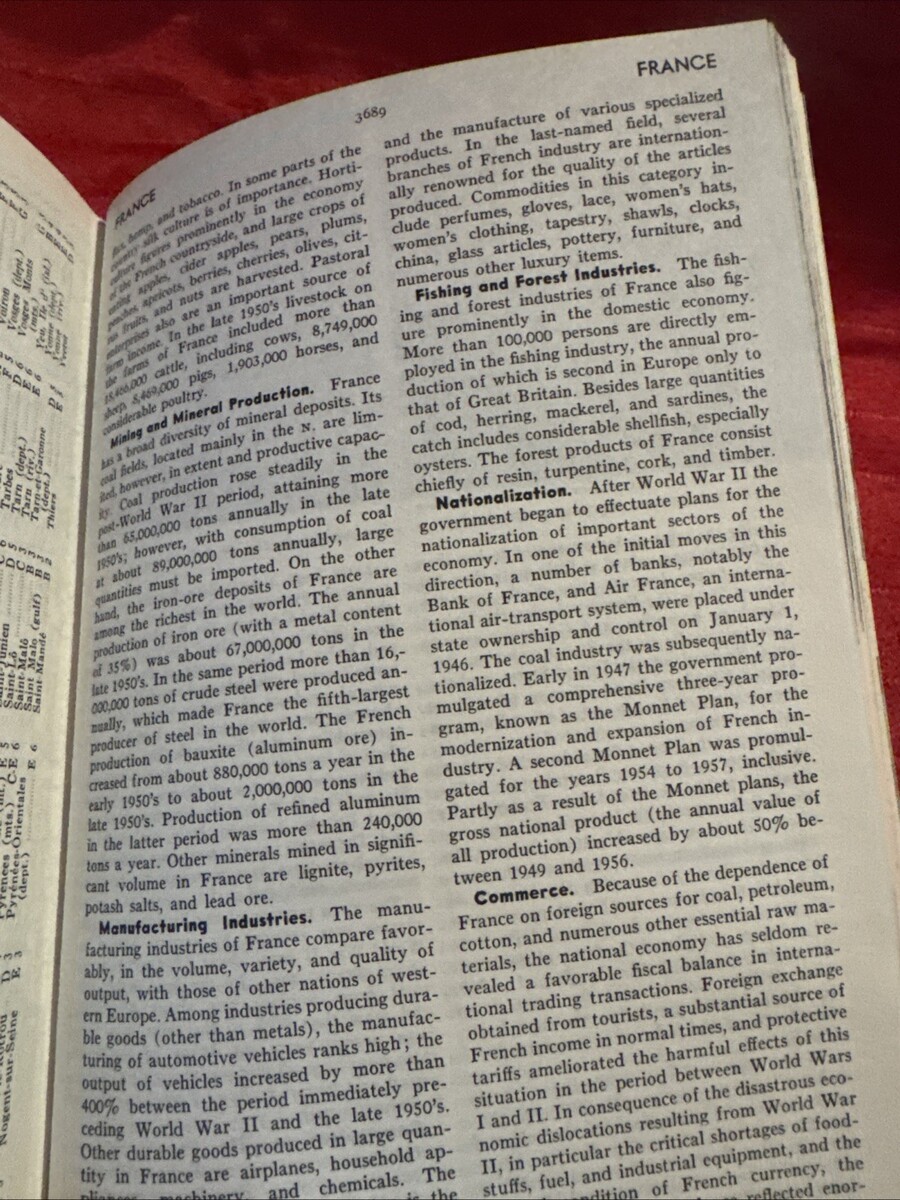 FRANCE
3689
FRANCE
hemp, and tobacco. In some parts of the
country silk culture is of importance. Horti-
culture figures prominently in the economy
of the French countryside, and large crops of
apples, cider apples, pears, plums,
peaches, apricots, berries, cherries, olives, cit-
rus fruits, and nuts are harvested. Pastoral
enterprises also are an important source of
farm income. In the late 1950's livestock on
the farms of France included more than
cattle, including cows, 8,749,000
sheep, 5,469,000 pigs, 1,903,000 horses, and
considerable poultry.
Mining and Mineral Production. France
has a broad diversity of mineral deposits. Its
coal fields, located mainly in the N. are lim-
ited, however, in extent and productive capac-
ity. Coal production rose steadily in the
post-World War II period, attaining more
than 65,000,000 tons annually in the late
1950's; however, with consumption of coal
at about 89,000,000 tons annually, large
quantities must be imported. On the other
hand, the iron-ore deposits of France are
among the richest in the world. The annual
production of iron ore (with a metal content
of 35%) was about 67,000,000 tons in the
late 1950's. In the same period more than 16,-
000,000 tons of crude steel were produced an-
nually, which made France the fifth-largest
producer of steel in the world. The French
production of bauxite (aluminum ore) in-
creased from about 880,000 tons a year in the
early 1950's to about 2,000,000 tons in the
late 1950's. Production of refined aluminum
in the latter period was more than 240,000
tons a year. Other minerals mined in signifi-
cant volume in France are lignite, pyrites,
potash salts, and lead ore.
Manufacturing Industries. The manu-
facturing industries of France compare favor-
ably, in the volume, variety, and quality of
output, with those of other nations of west-
ern Europe. Among industries producing dura-
ble goods (other than metals), the manufac-
turing of automotive vehicles ranks high; the
output of vehicles increased by more than
400% between the period immediately pre-
ceding World War II and the late 1950's.
Other durable goods produced in large quan-
tity in France are airplanes, household ap-
pliances, machinery, and chemicals. The
is the
and the manufacture of various specialized
products. In the last-named field, several
branches of French industry are internation-
ally renowned for the quality of the articles
produced. Commodities in this category in-
clude perfumes, gloves, lace, women's hats,
women's clothing, tapestry, shawls, clocks,
china, glass articles, pottery, furniture, and
numerous other luxury items.
Fishing and Forest Industries. The fish-
ing and forest industries of France also fig-
ure prominently in the domestic economy.
More than 100,000 persons are directly em-
ployed in the fishing industry, the annual pro-
duction of which is second in Europe only to
that of Great Britain. Besides large quantities
of cod, herring, mackerel, and sardines, the
catch includes considerable shellfish, especially
oysters. The forest products of France consist
chiefly of resin, turpentine, cork, and timber.
Nationalization. After World War II the
government began to effectuate plans for the
nationalization of important sectors of the
economy. In one of the initial moves in this
direction, a number of banks, notably the
Bank of France, and Air France, an interna-
tional air-transport system, were placed under
state ownership and control on January 1,
1946. The coal industry was subsequently na-
tionalized. Early in 1947 the government pro-
mulgated a comprehensive three-year pro-
gram, known as the Monnet Plan, for the
modernization and expansion of French in-
dustry. A second Monnet Plan was promul-
gated for the years 1954 to 1957, inclusive.
Partly as a result of the Monnet plans, the
gross national product (the annual value of
all production) increased by about 50% be-
tween 1949 and 1956.
Commerce. Because of the dependence of
France on foreign sources for coal, petroleum,
cotton, and numerous other essential raw ma-
terials, the national economy has seldom re-
vealed a favorable fiscal balance in interna-
tional trading transactions. Foreign exchange
obtained from tourists, a substantial source of
French income in normal times, and protective
tariffs ameliorated the harmful effects of this
situation in the period between World Wars
I and II. In consequence of the disastrous eco-
nomic dislocations resulting from World War
II, in particular the critical shortages of food-
stuffs, fuel, and industrial equipment, and the
condition of French currency, the
reflected enor-